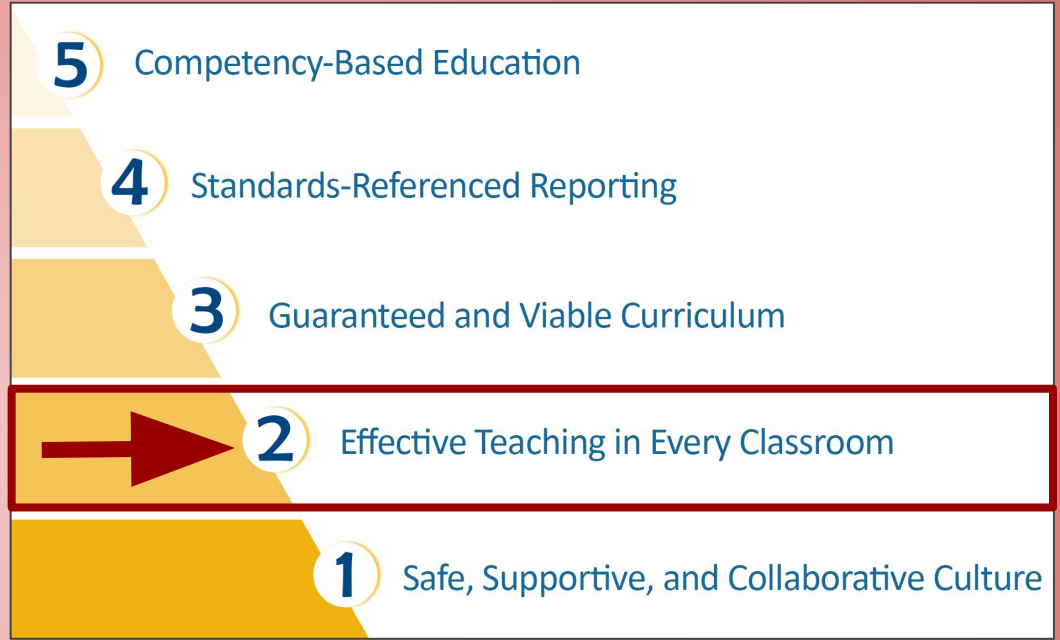 5 Competency-Based Education
4 Standards-Referenced Reporting
3 Guaranteed and Viable Curriculum
2 Effective Teaching in Every Classroom
1 Safe, Supportive, and Collaborative Culture